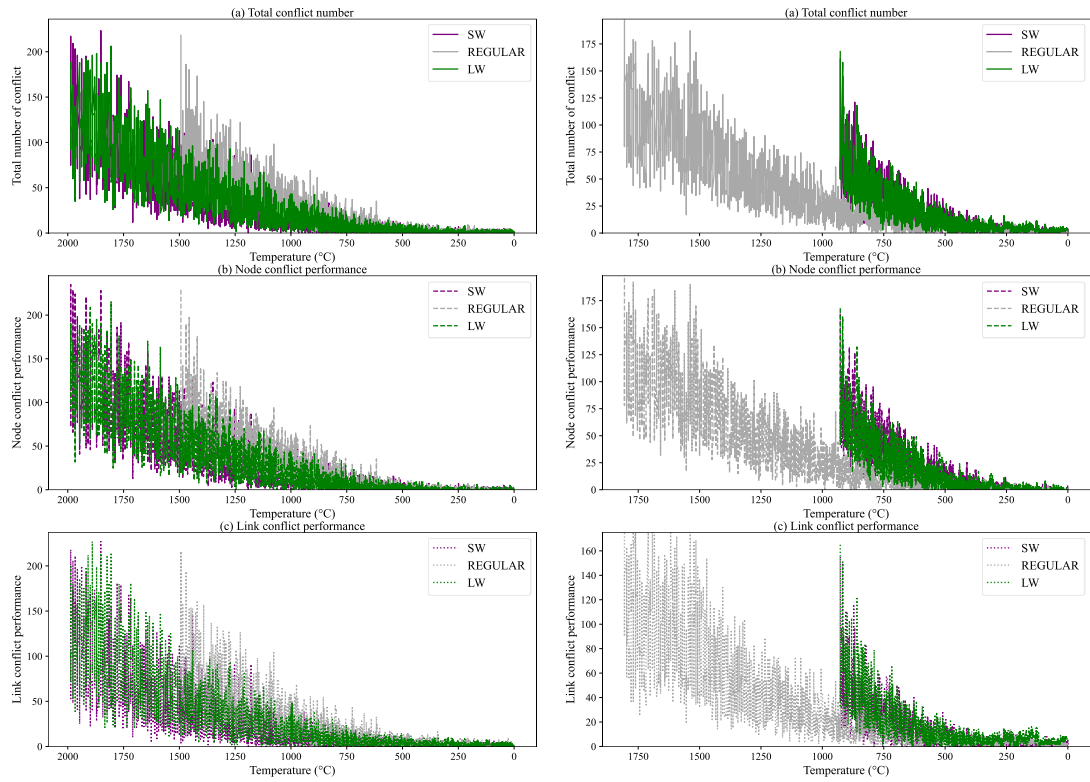 (a) Total conflict number
Total number of conflict
200
150
100
50
0
SW
REGULAR
LW
2000
1750
1500
1250
1000
750
500
250
0
Temperature (°C)
(a) Total conflict number
Total number of conflict
175
150
125
100
75
50
25
0
SW
REGULAR
LW
1750
1500
1250
1000
750
500
250
0
Temperature (°C)
(b) Node conflict performance
Node conflict performance
200
150
100
50
0
SW
REGULAR
LW
2000
1750
1500
1250
1000
750
500
250
0
Temperature (°C)
(b) Node conflict performance
Node conflict performance
175
150
125
100
75
50
25
0
SW
REGULAR
LW
1750
1500
1250
1000
750
500
250
0
Temperature (°C)
(c) Link conflict performance
Link conflict performance
200
150
100
50
0
SW
REGULAR
LW
2000
1750
1500
1250
1000
750
500
250
0
Temperature (°C)
(c) Link conflict performance
Link conflict performance
160
140
120
100
80
60
40
20
0
SW
REGULAR
LW
1750
1500
1250
1000
750
500
250
0
Temperature (°C)